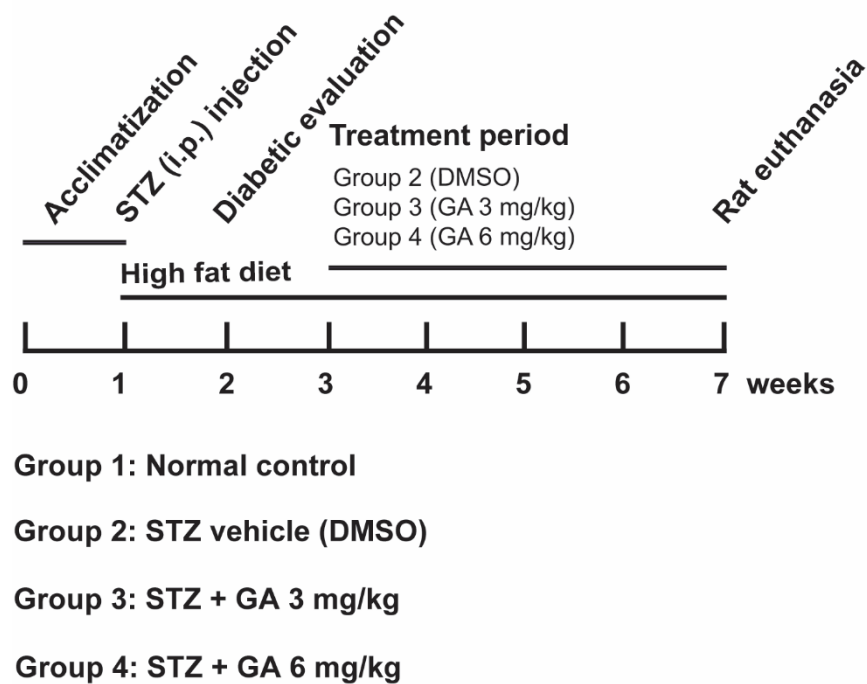 Acclimatization
STZ (i.p.) injection
Diabetic evaluation
Treatment period
Group 2 (DMSO)
Group 3 (GA 3 mg/kg)
Group 4 (GA 6 mg/kg)
Rat euthanasia
High fat diet
0 1 2 3 4 5 6 7 weeks
Group 1: Normal control
Group 2: STZ vehicle (DMSO)
Group 3: STZ + GA 3 mg/kg
Group 4: STZ + GA 6 mg/kg